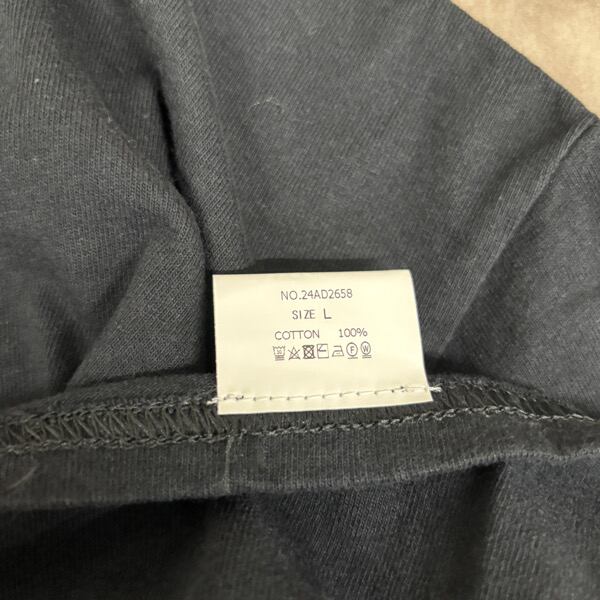 NO.24AD2658
SIZE L
COTTON 100%
F W